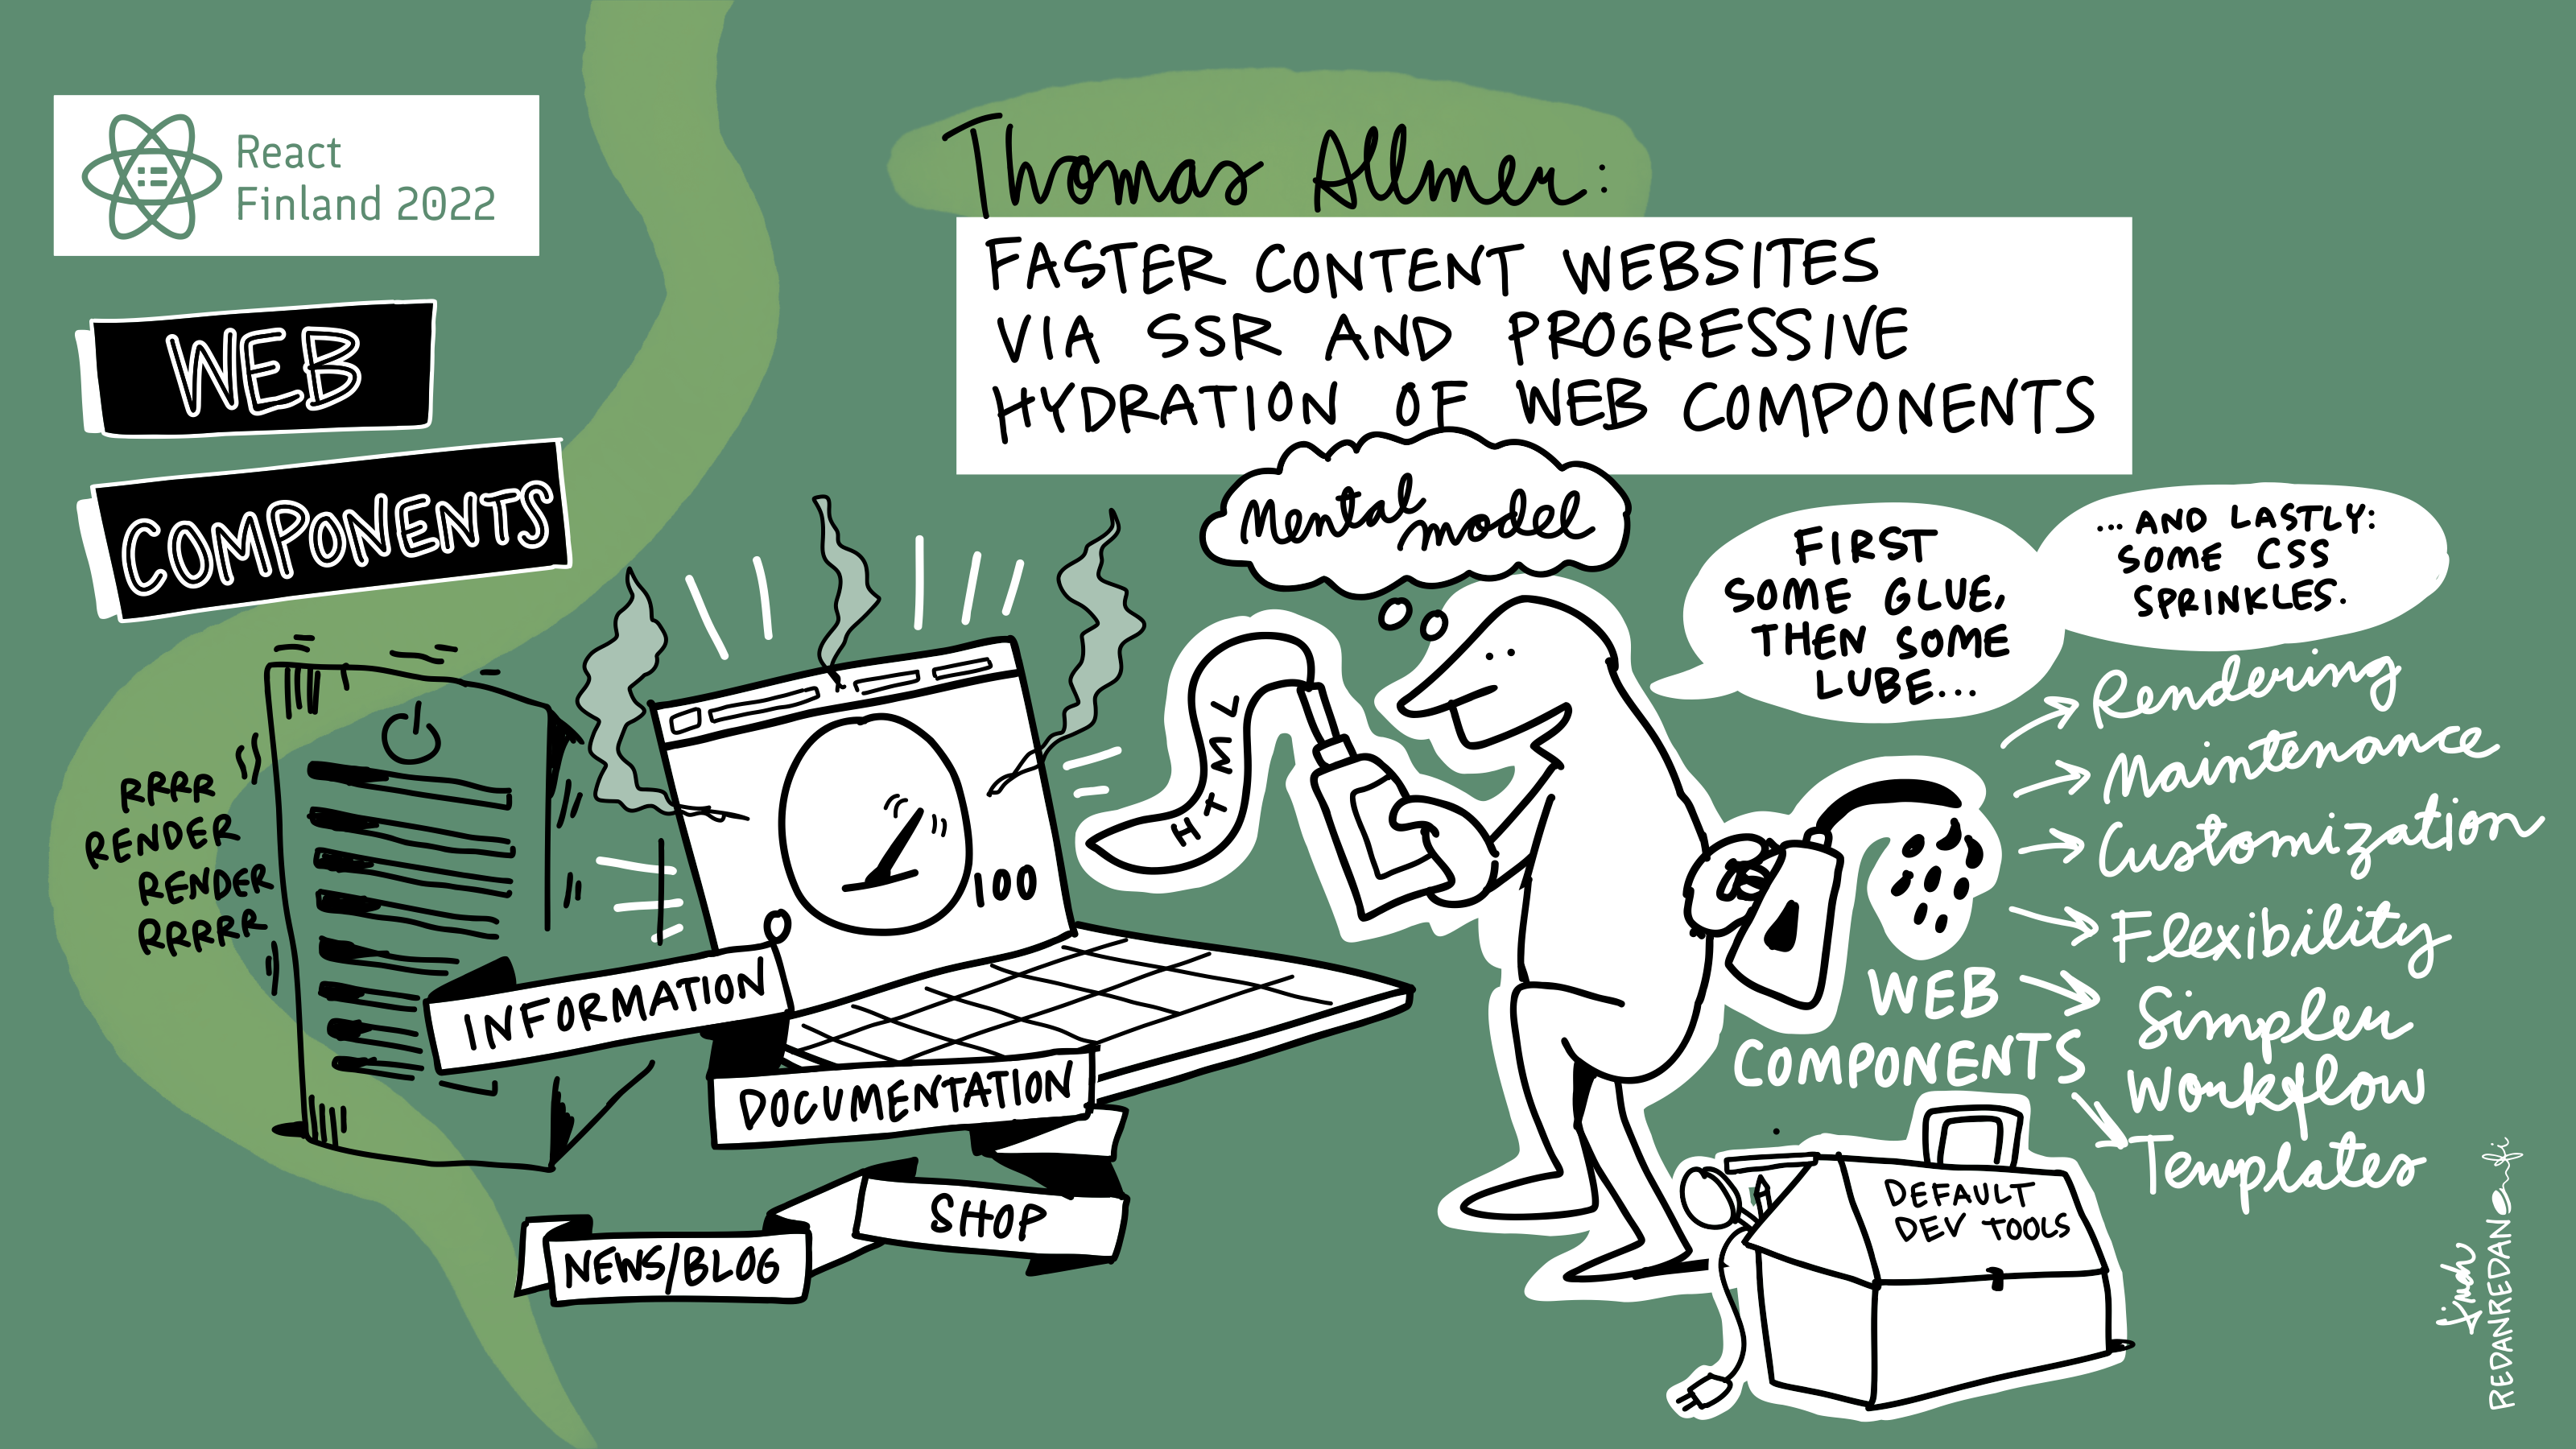 React
Finland 2022
WEB
COMPONENTS
Thomas Allmer:
FASTER CONTENT WEBSITES
VIA SSR AND PROGRESSIVE
HYDRATION OF WEB COMPONENTS
Mental
model
FIRST
SOME GLUE,
THEN SOME
LUBE...
...AND LASTLY:
SOME CSS
SPRINKLES.
RRRR
RENDER
RENDER
RRRRR
100
HTML
INFORMATION
DOCUMENTATION
SHOP
NEWS/BLOG
WEB
COMPONENTS
Rendering
Maintenance
Customization
Flexibility
Simpler
Workflow
Templates
DEFAULT
DEV TOOLS
REDANREDAN